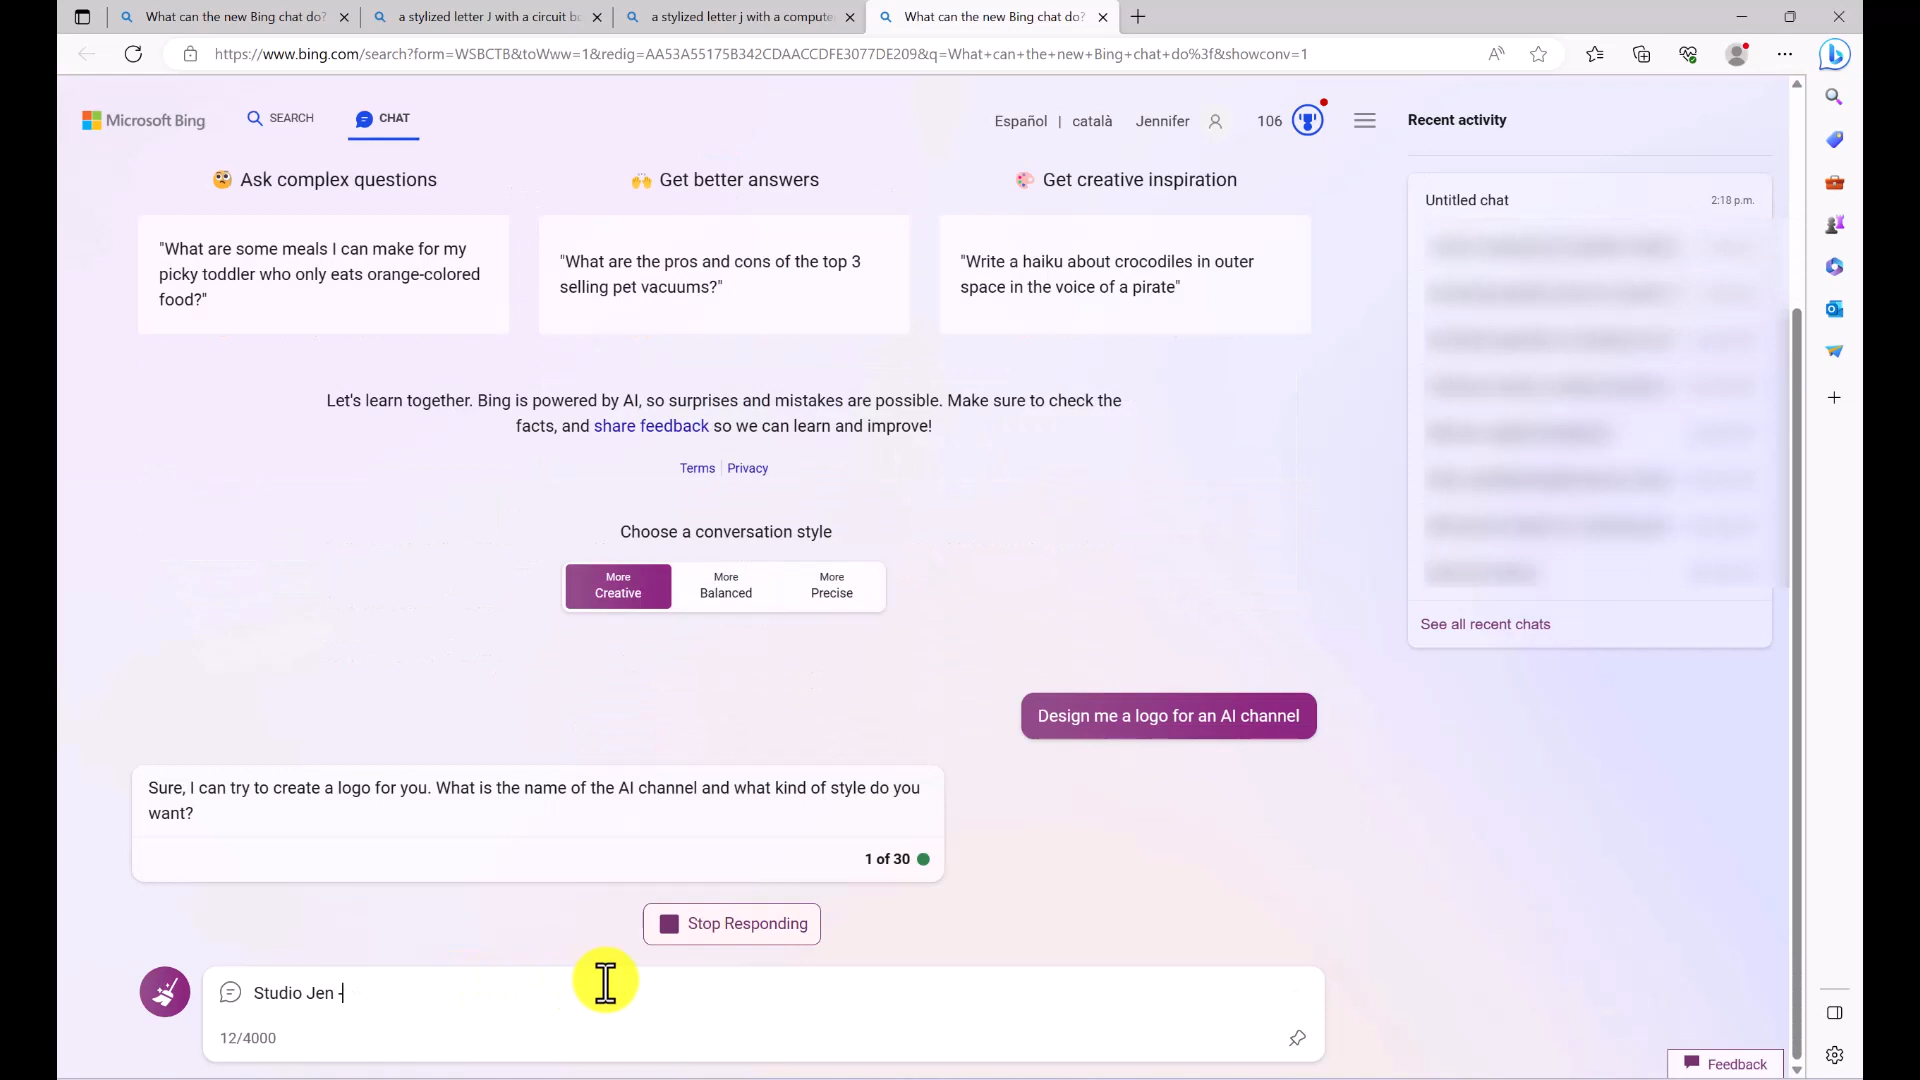 What can the new Bing chat do?
a stylized letter J with a circuit bo
a stylized letter j with a compute
What can the new Bing chat do?
https://www.bing.com/search?form=WSBCTB&toWww=1&redig=AA53A55175B342CDAACCDFE3077DE209&q=What+can+the+new+Bing+chat+do%3f&showconv=1
Microsoft Bing
SEARCH
CHAT
Español | català Jennifer 106
Recent activity
Ask complex questions
Get better answers
Get creative inspiration
"What are some meals I can make for my
picky toddler who only eats orange-colored
food?"
"What are the pros and cons of the top 3
selling pet vacuums?"
"Write a haiku about crocodiles in outer
space in the voice of a pirate"
Untitled chat 2:18 p.m.
Let's learn together. Bing is powered by AI, so surprises and mistakes are possible. Make sure to check the
facts, and share feedback so we can learn and improve!
Terms | Privacy
Choose a conversation style
More
Creative
More
Balanced
More
Precise
See all recent chats
Design me a logo for an AI channel
Sure, I can try to create a logo for you. What is the name of the AI channel and what kind of style do you
want?
1 of 30
Stop Responding
Studio Jen -
12/4000
Feedback